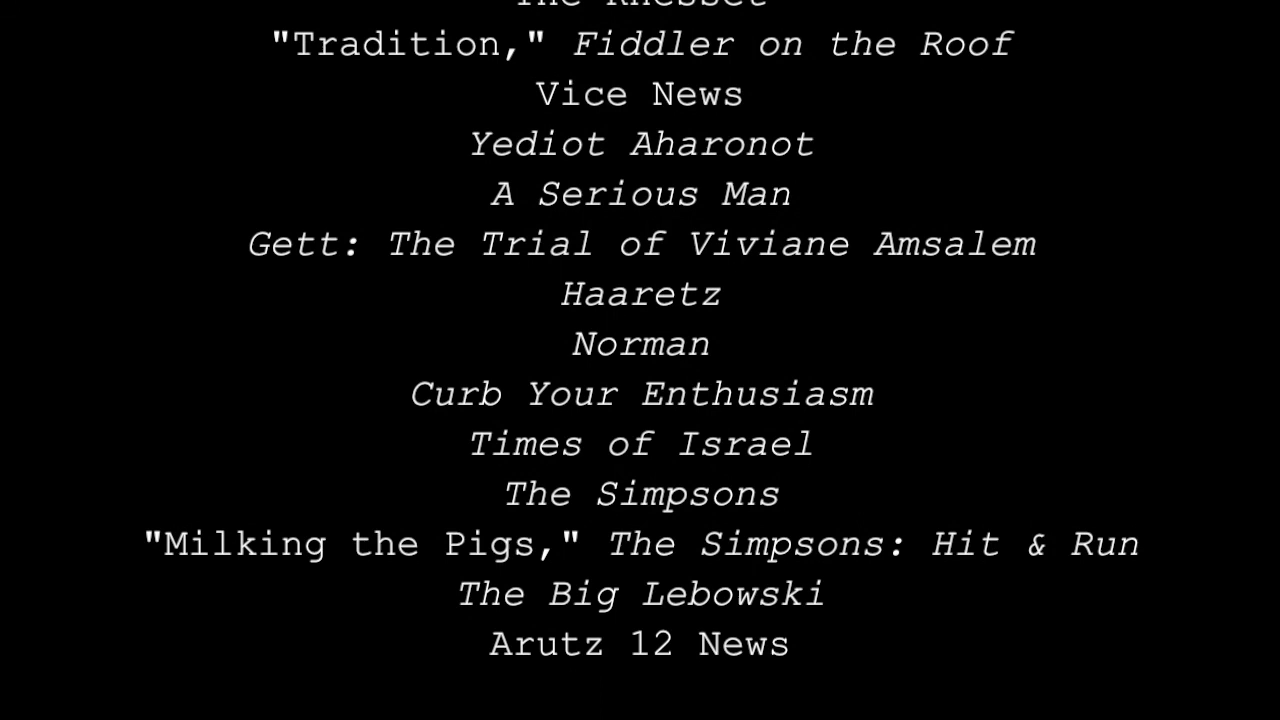 The Knesset
"Tradition," Fiddler on the Roof
Vice News
Yediot Aharonot
A Serious Man
Gett: The Trial of Viviane Amsalem
Haaretz
Norman
Curb Your Enthusiasm
Times of Israel
The Simpsons
"Milking the Pigs," The Simpsons: Hit & Run
The Big Lebowski
Arutz 12 News